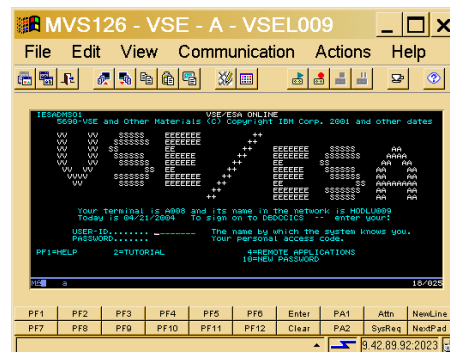 MVS126 - VSE - A - VSEL009
File Edit View Communication Actions Help
IESADMSO1 VSE/ESA ONLINE
5690-VSE and Other Materials (C) Copyright IBM Corp. 2001 and other dates
VSE/ESA
Your terminal is A008 and its name in the network is HODLU009
Today is 04/21/2004 To sign on to DBDCCICS -- enter your:
USER-ID........ The name by which the system knows you.
PASSWORD....... Your personal access code.
PF1=HELP 2=TUTORIAL 4=REMOTE APPLICATIONS
10=NEW PASSWORD
a 16/025
PF1 PF2 PF3 PF4 PF5 PF6 Enter PA1 Attn NewLine
PF7 PF8 PF9 PF10 PF11 PF12 Clear PA2 SysReq NextPad
9.42.89.92:2023